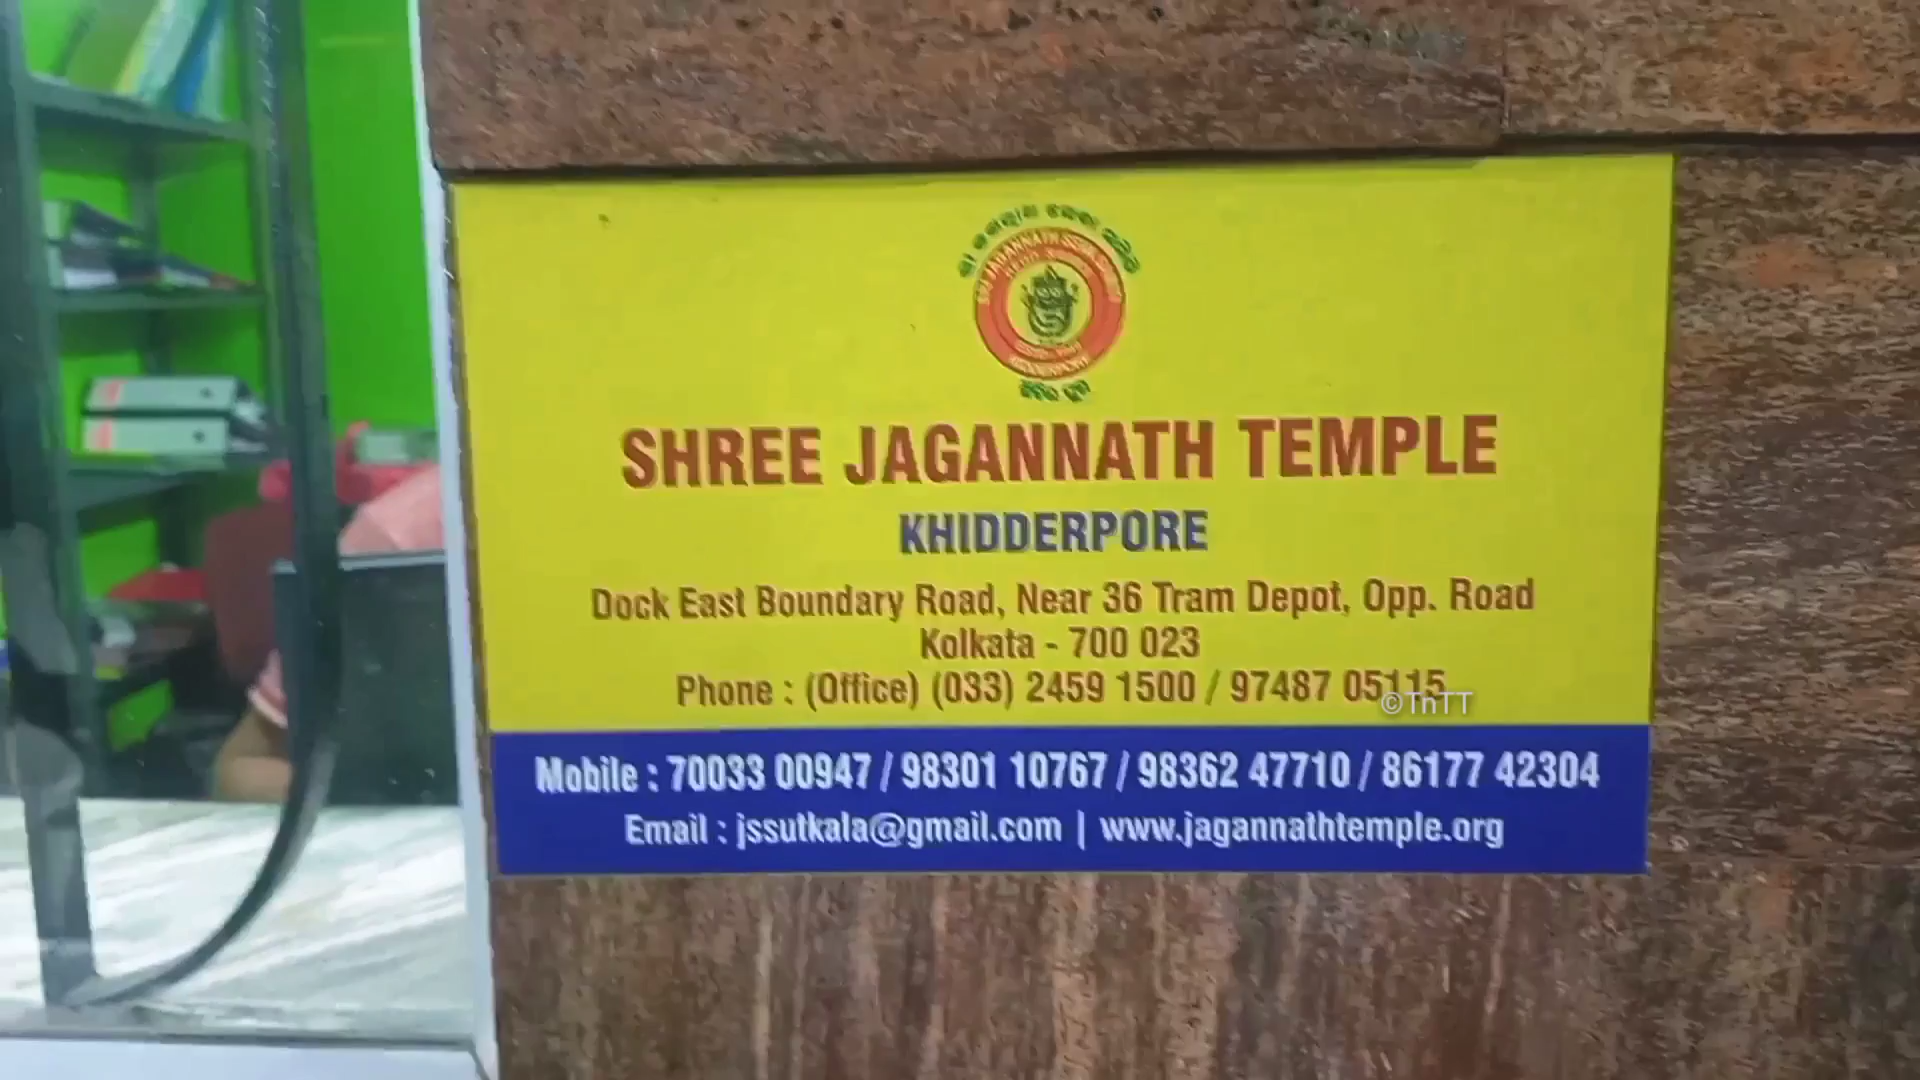 SHREE JAGANNATH TEMPLE
KHIDDERPORE
Dock East Boundary Road, Near 36 Tram Depot, Opp. Road
Kolkata - 700 023
Phone : (Office) (033) 2459 1500 / 97487 05115
©TnTT
Mobile : 70033 00947 / 98301 10767 / 98362 47710 / 86177 42304
Email : jssutkala@gmail.com | www.jagannathtemple.org